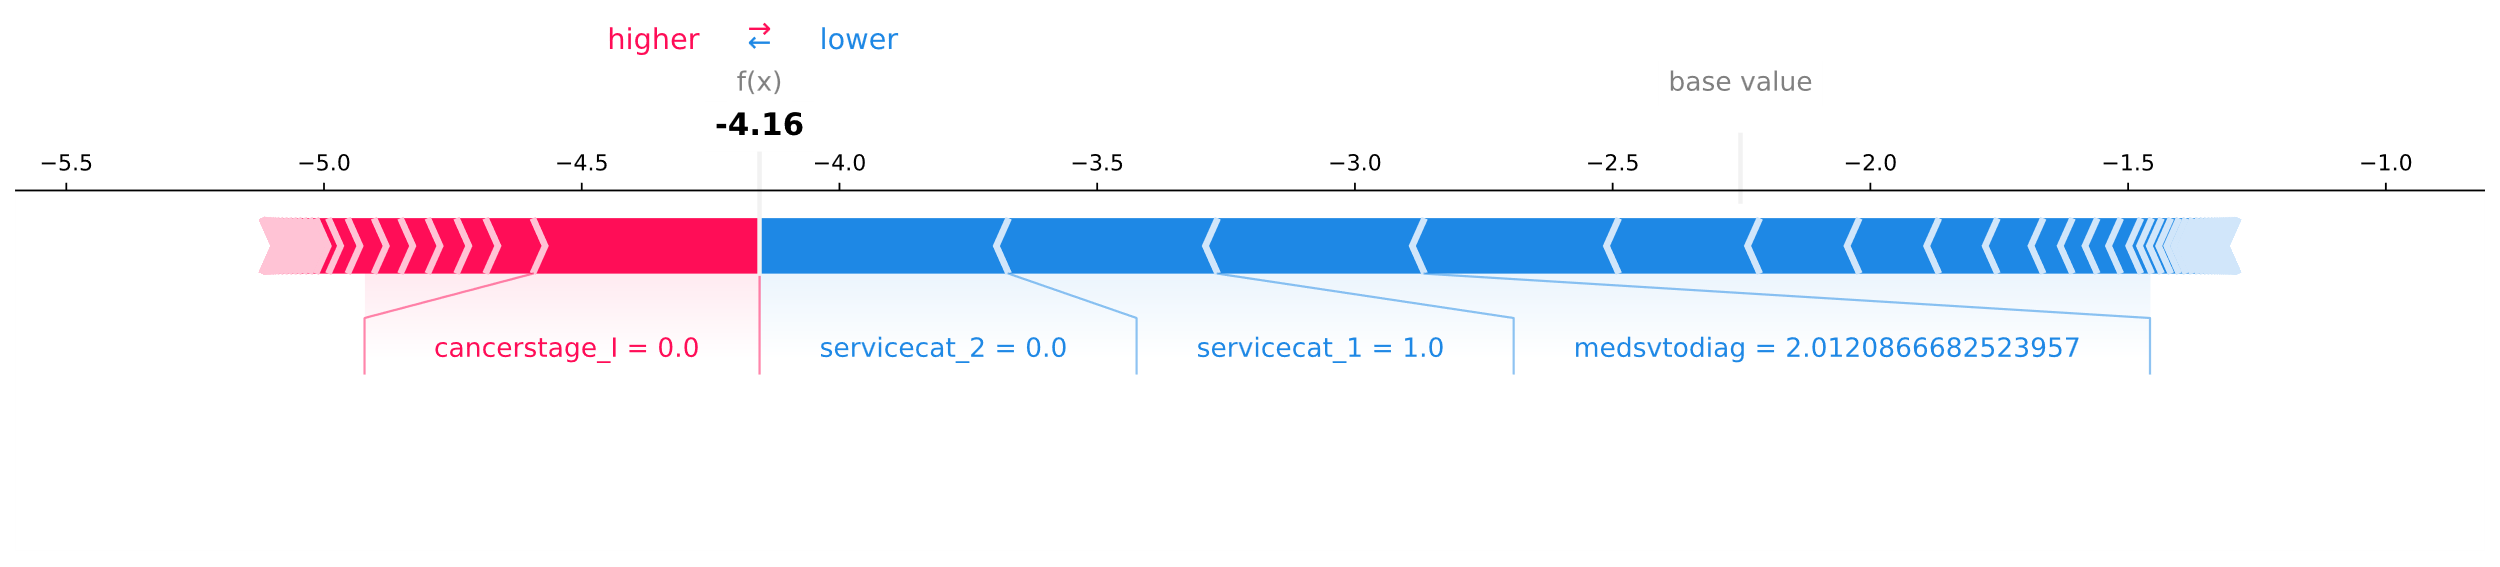 higher ⇄ lower
f(x) base value
-4.16
−5.5 −5.0 −4.5 −4.0 −3.5 −3.0 −2.5 −2.0 −1.5 −1.0
cancerstage_I = 0.0 servicecat_2 = 0.0 servicecat_1 = 1.0 medsvtodiag = 2.0120866682523957